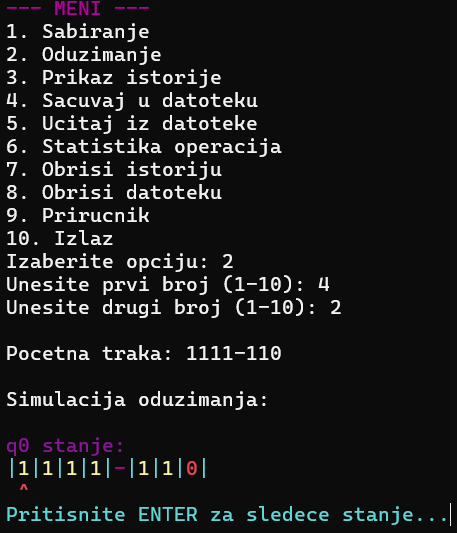 --- MENI ---
1. Sabiranje
2. Oduzimanje
3. Prikaz istorije
4. Sacuvaj u datoteku
5. Ucitaj iz datoteke
6. Statistika operacija
7. Obrisi istoriju
8. Obrisi datoteku
9. Prirucnik
10. Izlaz
Izaberite opciju: 2
Unesite prvi broj (1-10): 4
Unesite drugi broj (1-10): 2
Pocetna traka: 1111-110
Simulacija oduzimanja:
q0 stanje:
|1|1|1|1|-|1|1|0|
^
Pritisnite ENTER za sledece stanje...